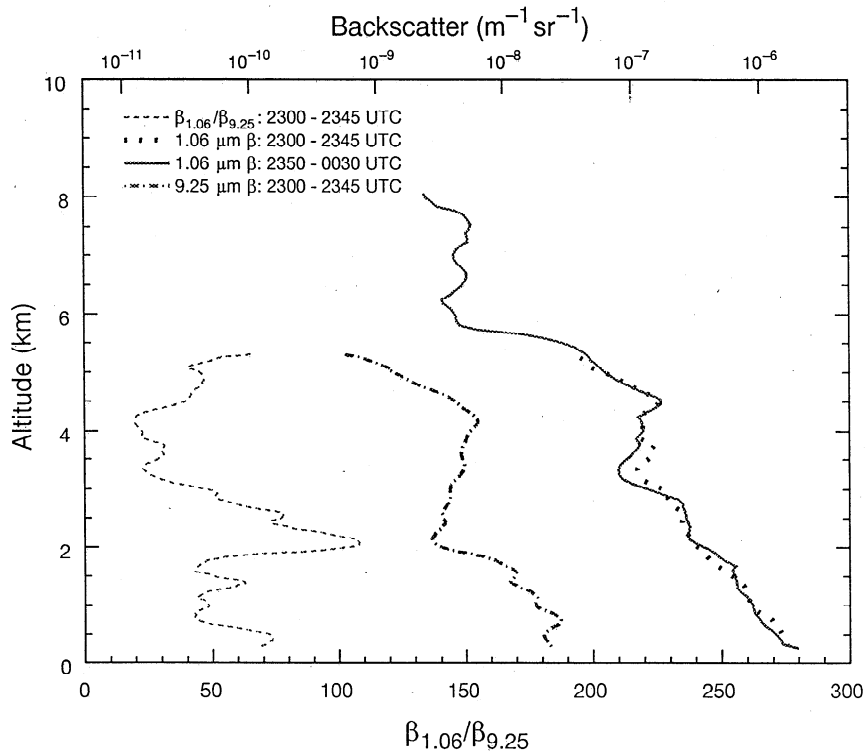 Backscatter (m⁻¹ sr⁻¹)
10⁻¹¹ 10⁻¹⁰ 10⁻⁹ 10⁻⁸ 10⁻⁷ 10⁻⁶
β1.06/β9.25: 2300 - 2345 UTC
1.06 μm β: 2300 - 2345 UTC
1.06 μm β: 2350 - 0030 UTC
9.25 μm β: 2300 - 2345 UTC
10
8
6
4
2
0
Altitude (km)
0 50 100 150 200 250 300
β1.06/β9.25